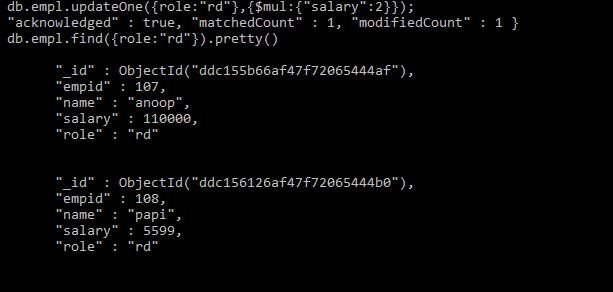 db.empl.updateOne({role:"rd"},{$mul:{"salary":2}});
"acknowledged" : true, "matchedCount" : 1, "modifiedCount" : 1 }
db.empl.find({role:"rd"}).pretty()
"_id" : ObjectId("ddc155b66af47f72065444af"),
"empid" : 107,
"name" : "anoop",
"salary" : 110000,
"role" : "rd"
"_id" : ObjectId("ddc156126af47f72065444b0"),
"empid" : 108,
"name" : "papi",
"salary" : 5599,
"role" : "rd"